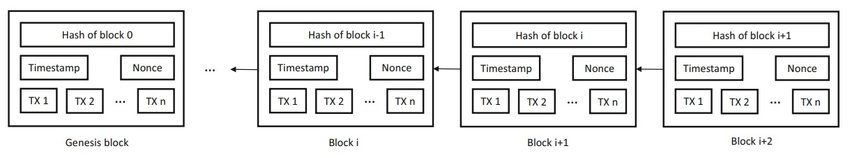 Hash of block 0
Timestamp Nonce
TX 1 TX 2 ... TX n
Genesis block
...
Hash of block i-1
Timestamp Nonce
TX 1 TX 2 ... TX n
Block i
Hash of block i
Timestamp Nonce
TX 1 TX 2 ... TX n
Block i+1
Hash of block i+1
Timestamp Nonce
TX 1 TX 2 ... TX n
Block i+2